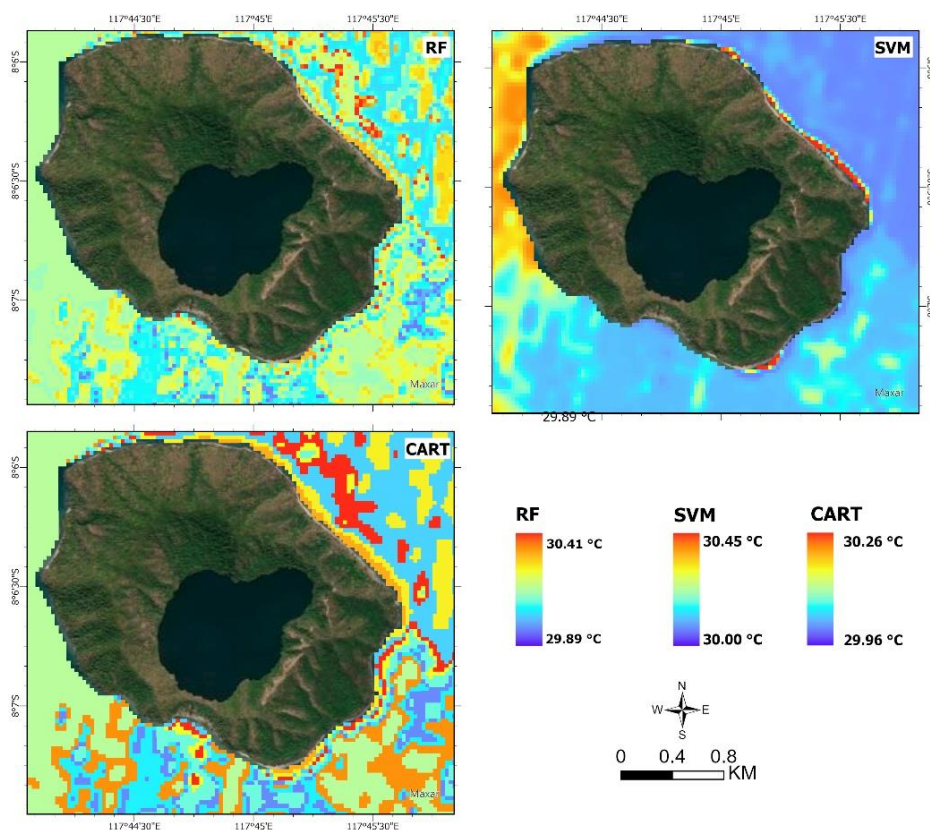 117°44'30"E 117°45'E 117°45'30"E
117°44'30"E 117°45'E 117°45'30"E
RF
SVM
8°6'S
8°6'30"S
8°7'S
Maxar
Maxar
29.89 °C
CART
8°6'S
8°6'30"S
8°7'S
Maxar
117°44'30"E 117°45'E 117°45'30"E
RF SVM CART
30.41 °C 30.45 °C 30.26 °C
29.89 °C 30.00 °C 29.96 °C
N
W E
S
0 0.4 0.8
KM